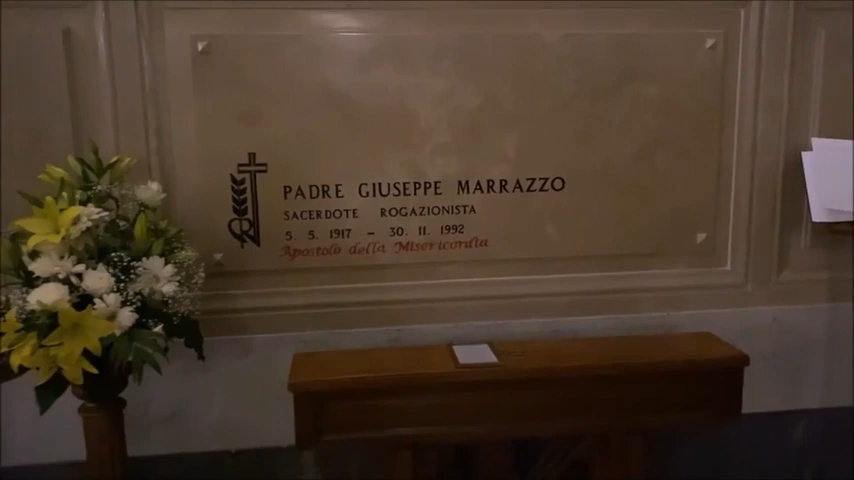 PADRE GIUSEPPE MARRAZZO
SACERDOTE ROGAZIONISTA
5. 5. 1917 – 30. 11. 1992
Apostolo della Misericordia